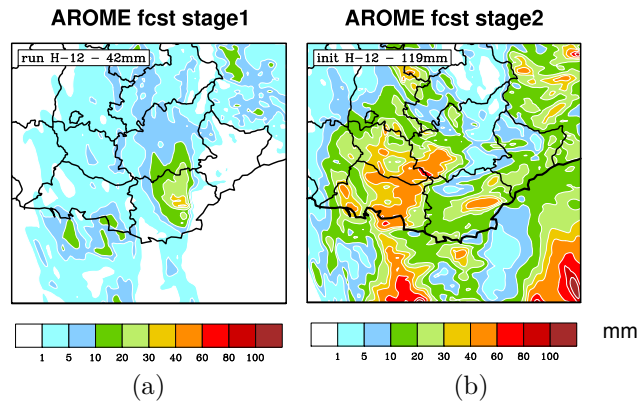 AROME fcst stage1
AROME fcst stage2
run H-12 - 42mm
init H-12 - 119mm
1 5 10 20 30 40 60 80 100
1 5 10 20 30 40 60 80 100
mm
(a)
(b)